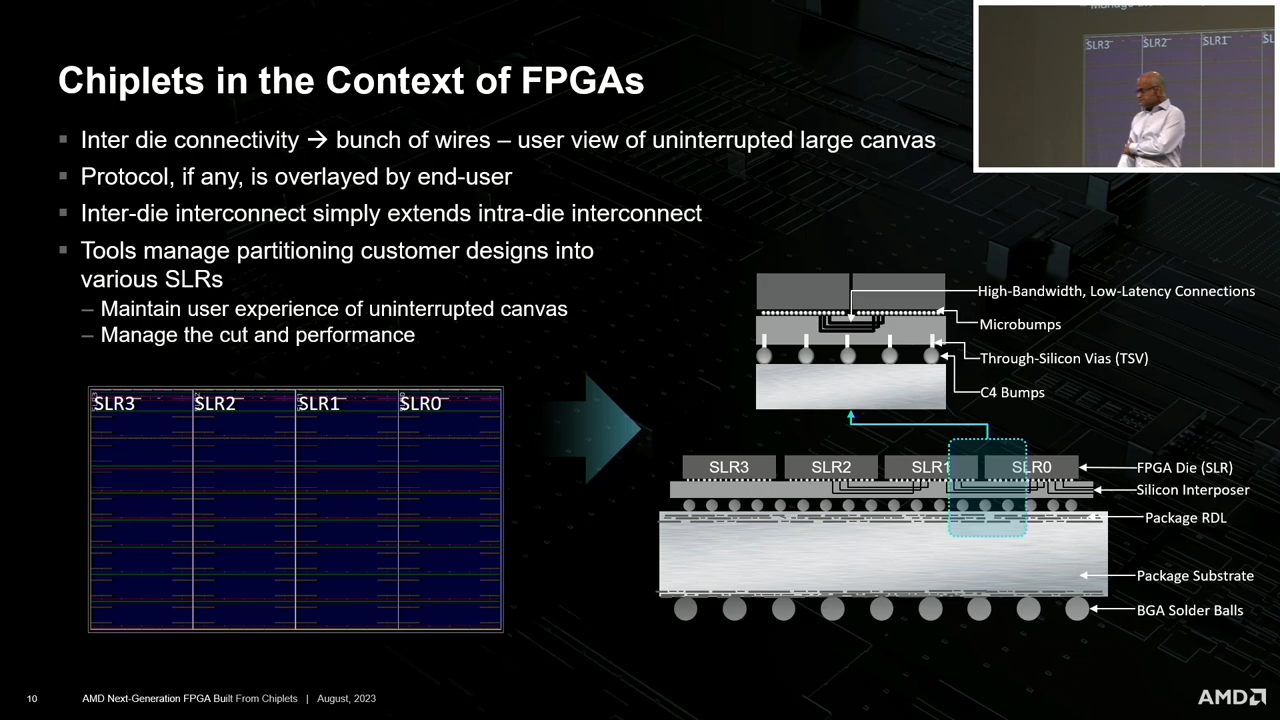 Chiplets in the Context of FPGAs
Inter die connectivity → bunch of wires – user view of uninterrupted large canvas
Protocol, if any, is overlayed by end-user
Inter-die interconnect simply extends intra-die interconnect
Tools manage partitioning customer designs into
various SLRs
– Maintain user experience of uninterrupted canvas
– Manage the cut and performance
SLR3 SLR2 SLR1 SLR0
High-Bandwidth, Low-Latency Connections
Microbumps
Through-Silicon Vias (TSV)
C4 Bumps
SLR3 SLR2 SLR1 SLR0
FPGA Die (SLR)
Silicon Interposer
Package RDL
Package Substrate
BGA Solder Balls
SLR3 SLR2 SLR1 SL
10 AMD Next-Generation FPGA Built From Chiplets | August, 2023
AMD